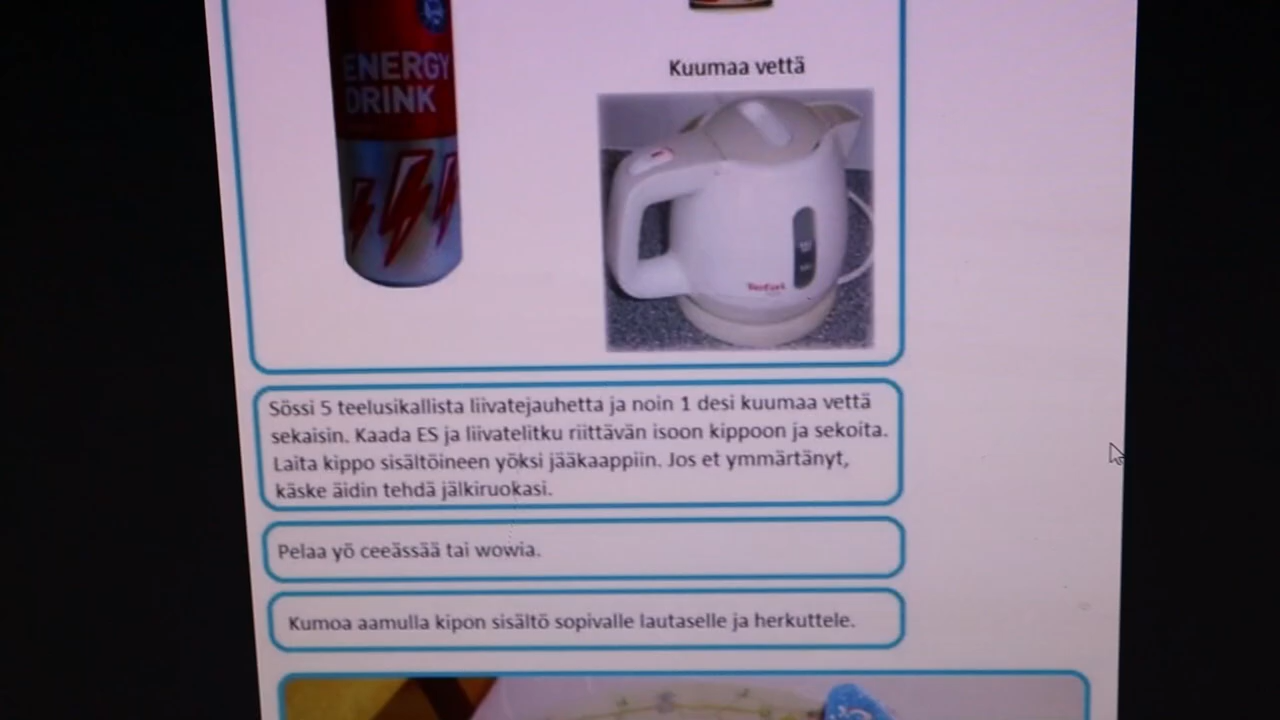 ENERGY
DRINK
Kuumaa vettä
Tefal
Sössi 5 teelusikallista liivatejauhetta ja noin 1 desi kuumaa vettä
sekaisin. Kaada ES ja liivatelitku riittävän isoon kippoon ja sekoita.
Laita kippo sisältöineen yöksi jääkaappiin. Jos et ymmärtänyt,
käske äidin tehdä jälkiruokasi.
Pelaa yö ceeässää tai wowia.
Kumoa aamulla kipon sisältö sopivalle lautaselle ja herkuttele.